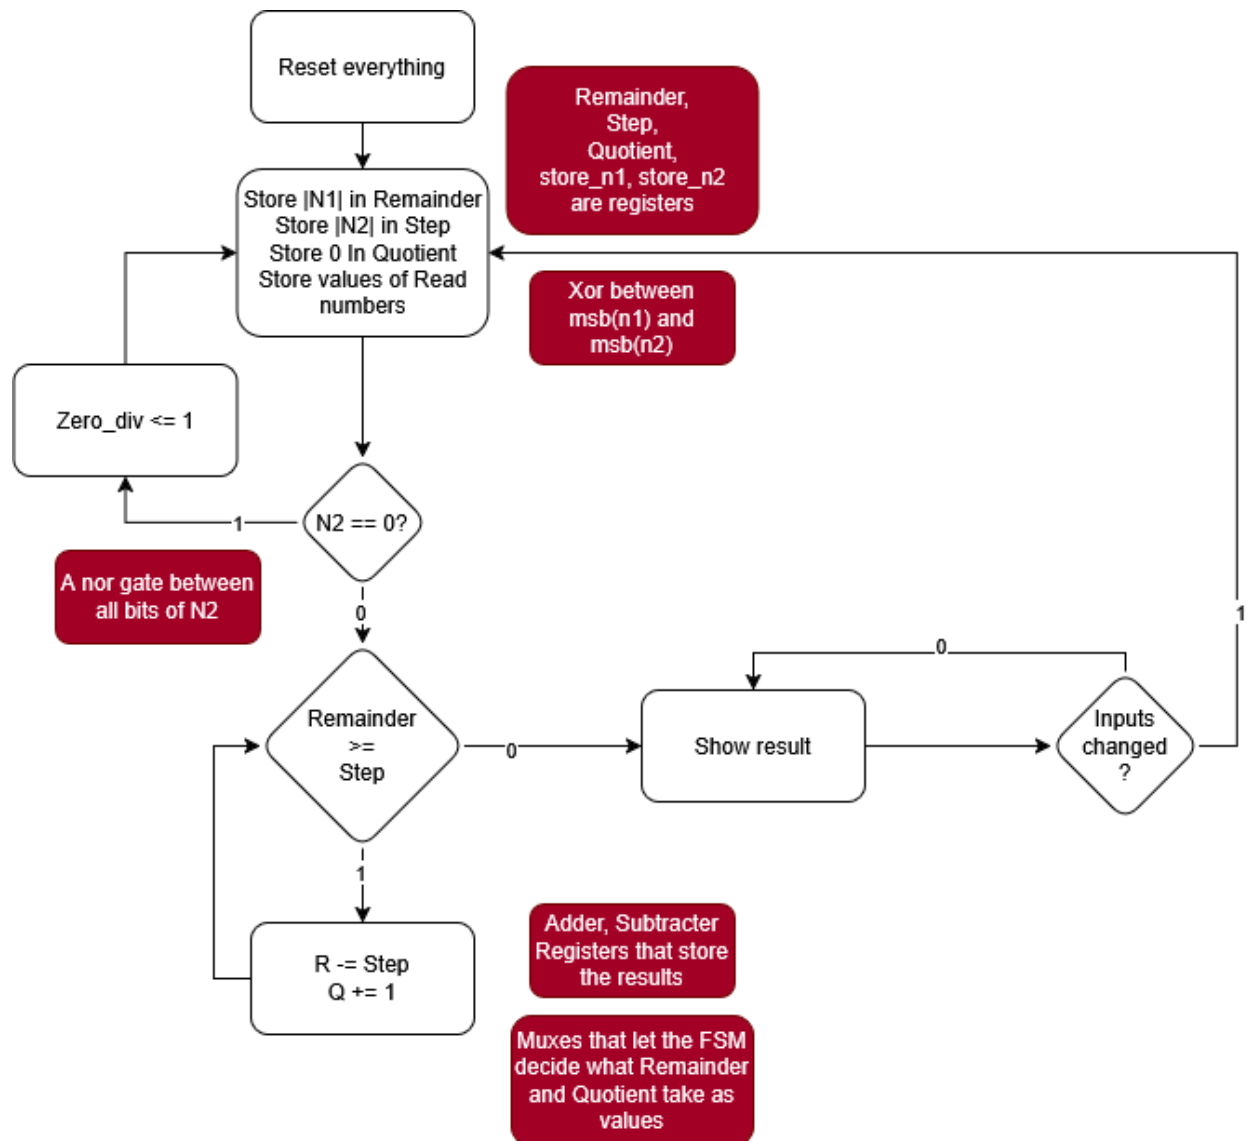 Reset everything
Remainder,
Step,
Quotient,
store_n1, store_n2
are registers
Store |N1| in Remainder
Store |N2| in Step
Store 0 In Quotient
Store values of Read
numbers
Xor between
msb(n1) and
msb(n2)
Zero_div <= 1
N2 == 0?
1
A nor gate between
all bits of N2
0
Remainder
>=
Step
0
Show result
0
Inputs
changed
?
1
1
R -= Step
Q += 1
Adder, Subtracter
Registers that store
the results
Muxes that let the FSM
decide what Remainder
and Quotient take as
values